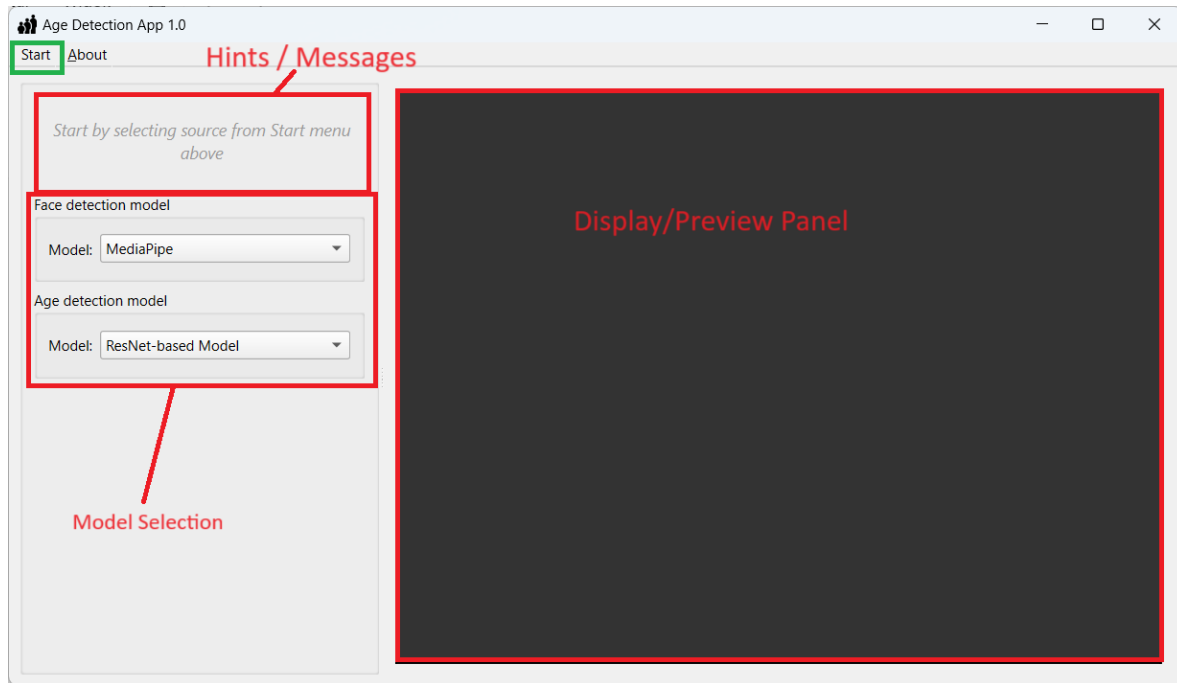 Age Detection App 1.0
Start About
Hints / Messages
Start by selecting source from Start menu
above
Face detection model
Model: MediaPipe
Age detection model
Model: ResNet-based Model
Model Selection
Display/Preview Panel